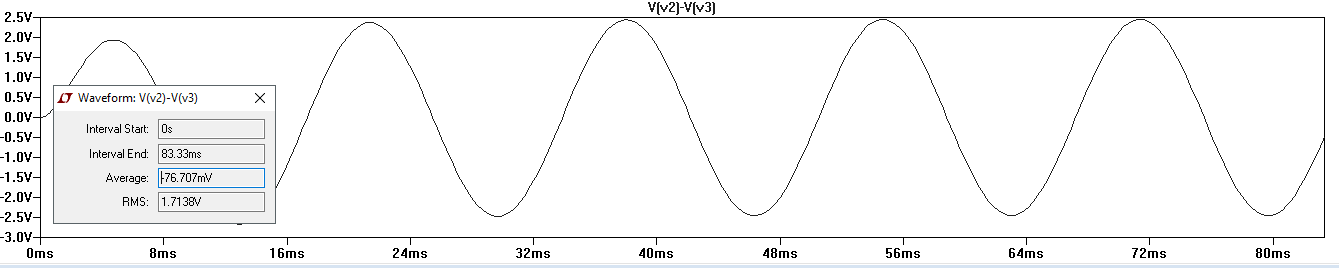 V(v2)-V(v3)
2.5V
2.0V
1.5V
1.0V
0.5V
0.0V
-0.5V
-1.0V
-1.5V
-2.0V
-2.5V
-3.0V
Waveform: V(v2)-V(v3)
Interval Start: 0s
Interval End: 83.33ms
Average: -76.707mV
RMS: 1.7138V
0ms 8ms 16ms 24ms 32ms 40ms 48ms 56ms 64ms 72ms 80ms